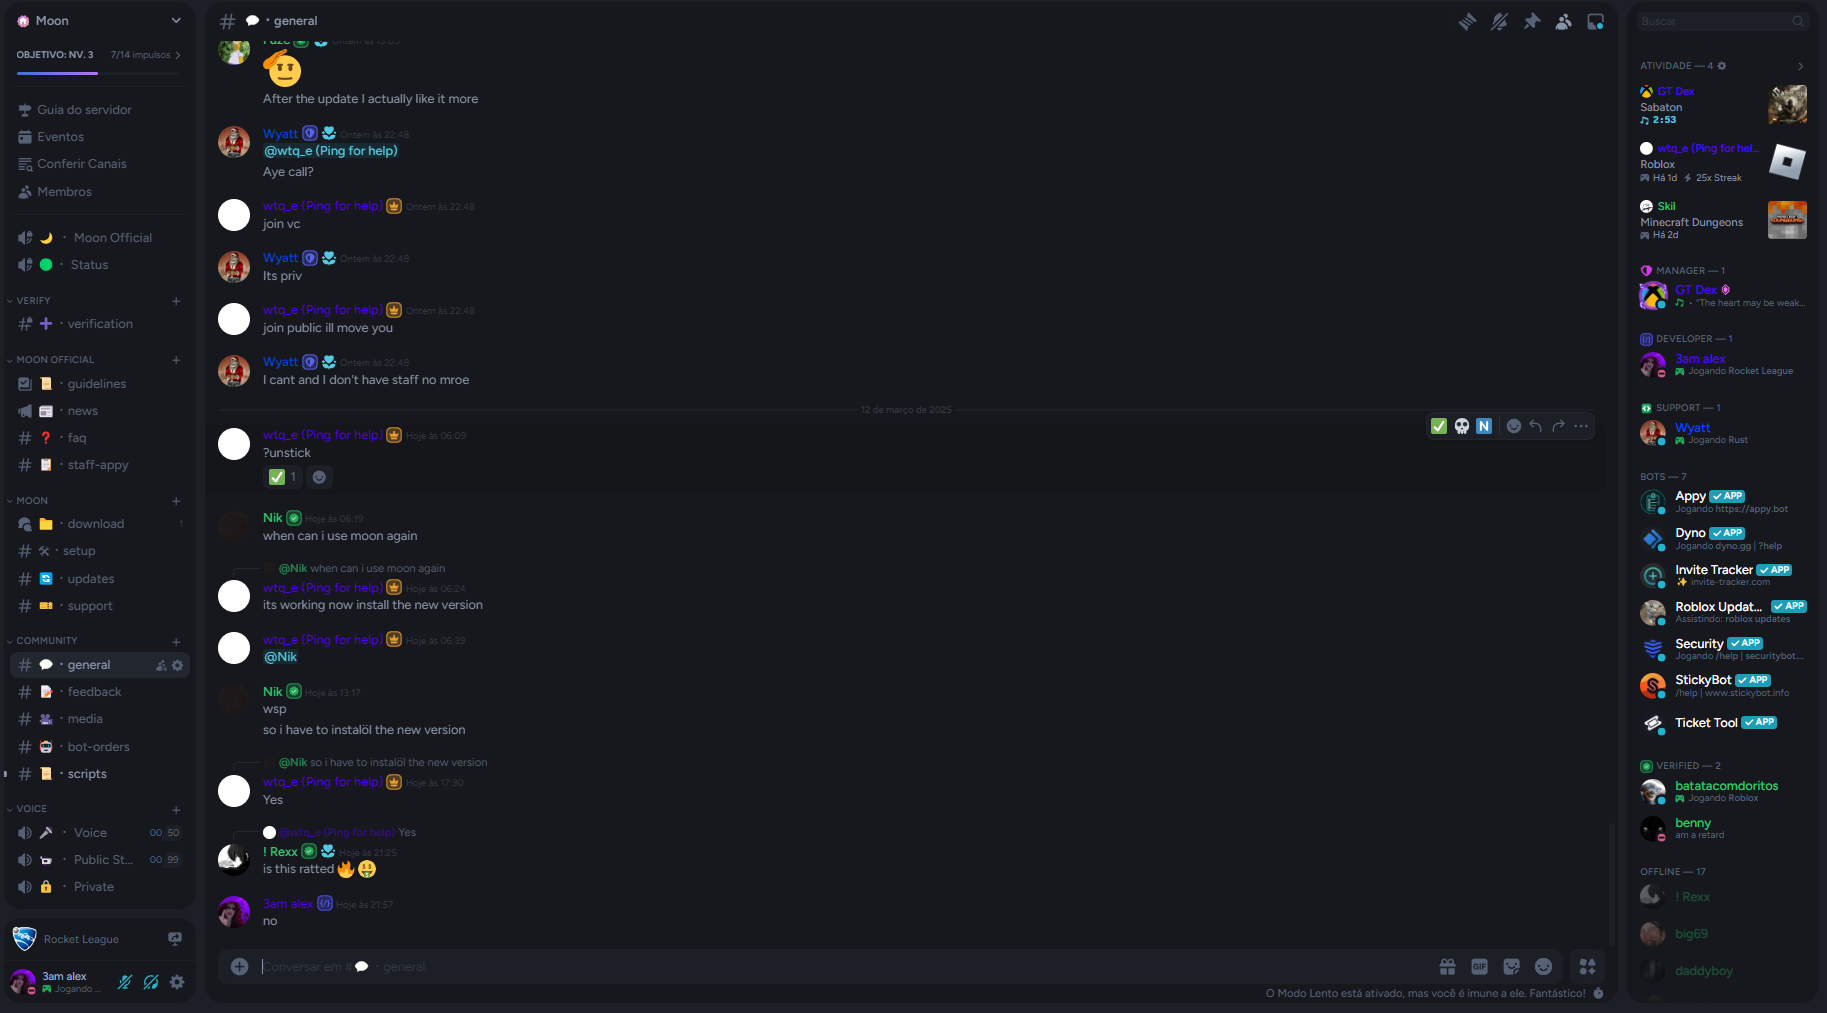 Moon
OBJETIVO: NV. 3 7/14 impulsos
Guia do servidor
Eventos
Conferir Canais
Membros
Moon Official
Status
VERIFY
verification
MOON OFFICIAL
guidelines
news
faq
staff-appy
MOON
download 1
setup
updates
support
COMMUNITY
general
feedback
media
bot-orders
scripts
VOICE
Voice 00 50
Public St... 00 99
Private
Rocket League
3am alex
Jogando ...
general
Ontem às
After the update I actually like it more
Wyatt Ontem às 22:48
@wtq_e (Ping for help)
Aye call?
wtq_e (Ping for help) Ontem às 22:48
join vc
Wyatt Ontem às 22:48
Its priv
wtq_e (Ping for help) Ontem às 22:48
join public ill move you
Wyatt Ontem às 22:48
I cant and I don't have staff no mroe
12 de março de 2025
wtq_e (Ping for help) Hoje às 06:09
?unstick
1
Nik Hoje às 06:19
when can i use moon again
@Nik when can i use moon again
wtq_e (Ping for help) Hoje às 06:24
its working now install the new version
wtq_e (Ping for help) Hoje às 06:39
@Nik
Nik Hoje às 13:17
wsp
so i have to instalöl the new version
@Nik so i have to instalöl the new version
wtq_e (Ping for help) Hoje às 17:30
Yes
@wtq_e (Ping for help) Yes
! Rexx Hoje às 21:25
is this ratted
3am alex Hoje às 21:57
no
Conversar em # general
O Modo Lento está ativado, mas você é imune a ele. Fantástico!
Buscar
ATIVIDADE — 4
GT Dex
Sabaton
2:53
wtq_e (Ping for hel...
Roblox
Há 1d 25x Streak
Skil
Minecraft Dungeons
Há 2d
MANAGER — 1
GT Dex
"The heart may be weak...
DEVELOPER — 1
3am alex
Jogando Rocket League
SUPPORT — 1
Wyatt
Jogando Rust
BOTS — 7
Appy APP
Jogando https://appy.bot
Dyno APP
Jogando dyno.gg | ?help
Invite Tracker APP
invite-tracker.com
Roblox Updat... APP
Assistindo: roblox updates
Security APP
Jogando /help | securitybot....
StickyBot APP
/help | www.stickybot.info
Ticket Tool APP
VERIFIED — 2
batatacomdoritos
Jogando Roblox
benny
am a retard
OFFLINE — 17
! Rexx
big69
daddyboy